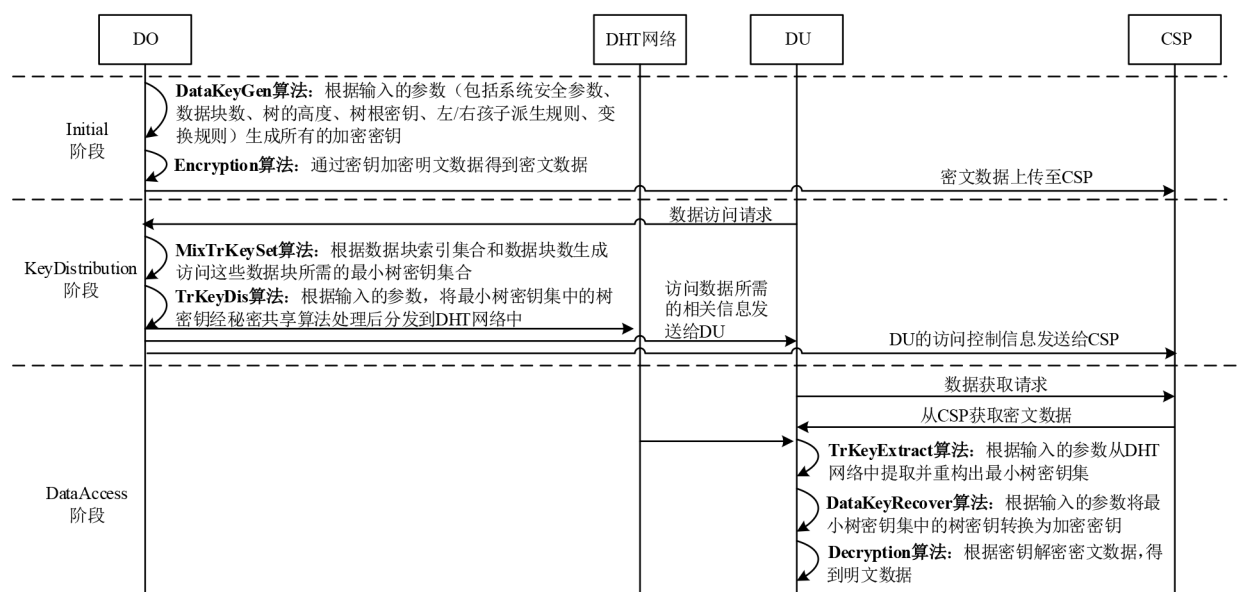 DO
DHT网络
DU
CSP
Initial
阶段
DataKeyGen算法：根据输入的参数（包括系统安全参数、
数据块数、树的高度、树根密钥、左/右孩子派生规则、变
换规则）生成所有的加密密钥
Encryption算法：通过密钥加密明文数据得到密文数据
密文数据上传至CSP
数据访问请求
KeyDistribution
阶段
MixTrKeySet算法：根据数据块索引集合和数据块数生成
访问这些数据块所需的最小树密钥集合
TrKeyDis算法：根据输入的参数，将最小树密钥集中的树
密钥经秘密共享算法处理后分发到DHT网络中
访问数据所需
的相关信息发
送给DU
DU的访问控制信息发送给CSP
数据获取请求
从CSP获取密文数据
DataAccess
阶段
TrKeyExtract算法：根据输入的参数从DHT
网络中提取并重构出最小树密钥集
DataKeyRecover算法：根据输入的参数将最
小树密钥集中的树密钥转换为加密密钥
Decryption算法：根据密钥解密密文数据，得
到明文数据